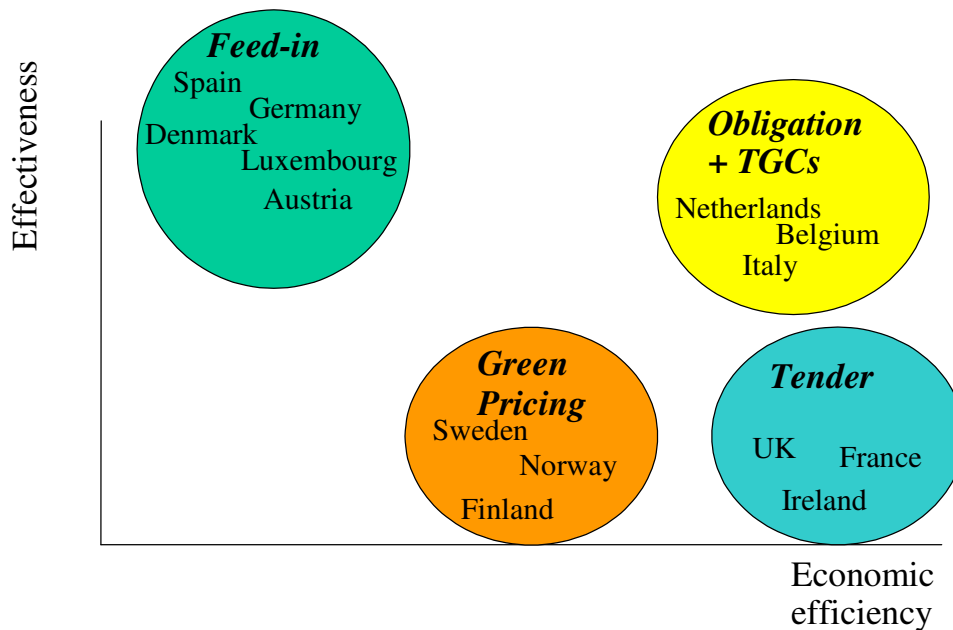 Effectiveness
Feed-in
Spain
Germany
Denmark
Luxembourg
Austria
Obligation
+ TGCs
Netherlands
Belgium
Italy
Green
Pricing
Sweden
Norway
Finland
Tender
UK
France
Ireland
Economic
efficiency